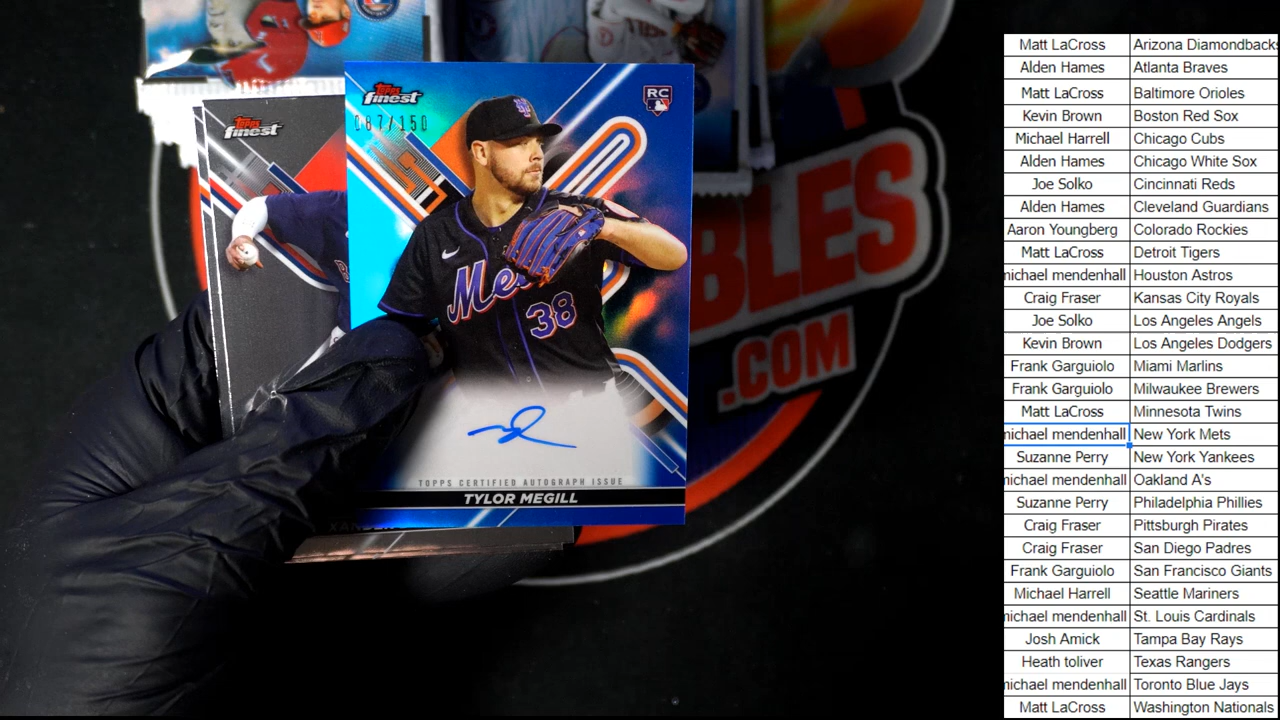 Topps
finest
RC
087/150
Topps
finest
Mets
38
TOPPS CERTIFIED AUTOGRAPH ISSUE
TYLOR MEGILL
BLES
.COM
Matt LaCross Arizona Diamondback
Alden Hames Atlanta Braves
Matt LaCross Baltimore Orioles
Kevin Brown Boston Red Sox
Michael Harrell Chicago Cubs
Alden Hames Chicago White Sox
Joe Solko Cincinnati Reds
Alden Hames Cleveland Guardians
Aaron Youngberg Colorado Rockies
Matt LaCross Detroit Tigers
michael mendenhall Houston Astros
Craig Fraser Kansas City Royals
Joe Solko Los Angeles Angels
Kevin Brown Los Angeles Dodgers
Frank Garguiolo Miami Marlins
Frank Garguiolo Milwaukee Brewers
Matt LaCross Minnesota Twins
michael mendenhall New York Mets
Suzanne Perry New York Yankees
michael mendenhall Oakland A's
Suzanne Perry Philadelphia Phillies
Craig Fraser Pittsburgh Pirates
Craig Fraser San Diego Padres
Frank Garguiolo San Francisco Giants
Michael Harrell Seattle Mariners
michael mendenhall St. Louis Cardinals
Josh Amick Tampa Bay Rays
Heath toliver Texas Rangers
michael mendenhall Toronto Blue Jays
Matt LaCross Washington Nationals